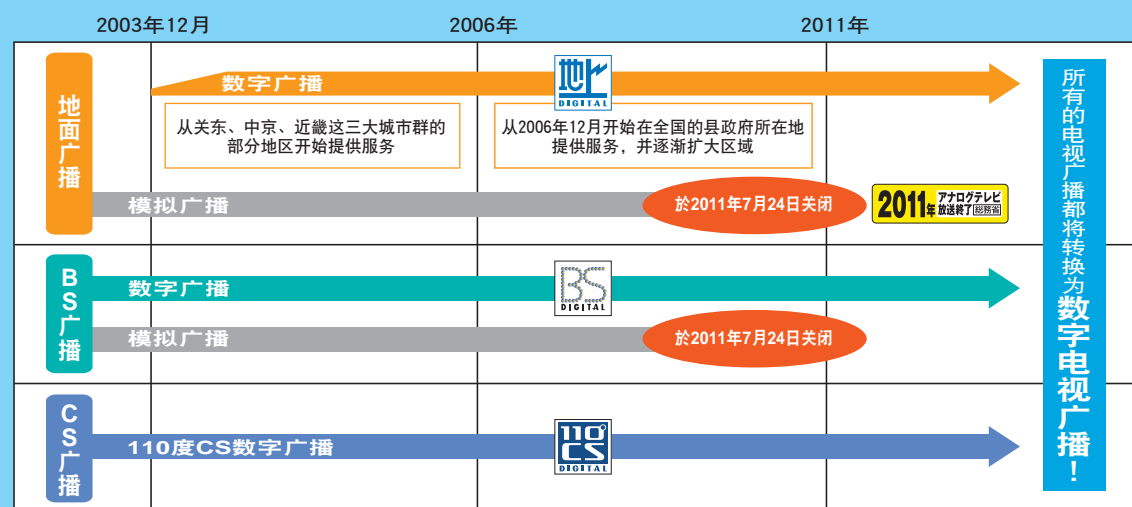 2003年12月
2006年
2011年
地面广播
数字广播
地上
DIGITAL
从关东、中京、近畿这三大城市群的
部分地区开始提供服务
从2006年12月开始在全国的县政府所在地
提供服务，并逐渐扩大区域
模拟广播
於2011年7月24日关闭
2011年
アナログテレビ
放送終了 総務省
BS广播
数字广播
BS
DIGITAL
模拟广播
於2011年7月24日关闭
CS广播
110度CS数字广播
110°
CS
DIGITAL
所有的电视广播都将转换为数字电视广播！